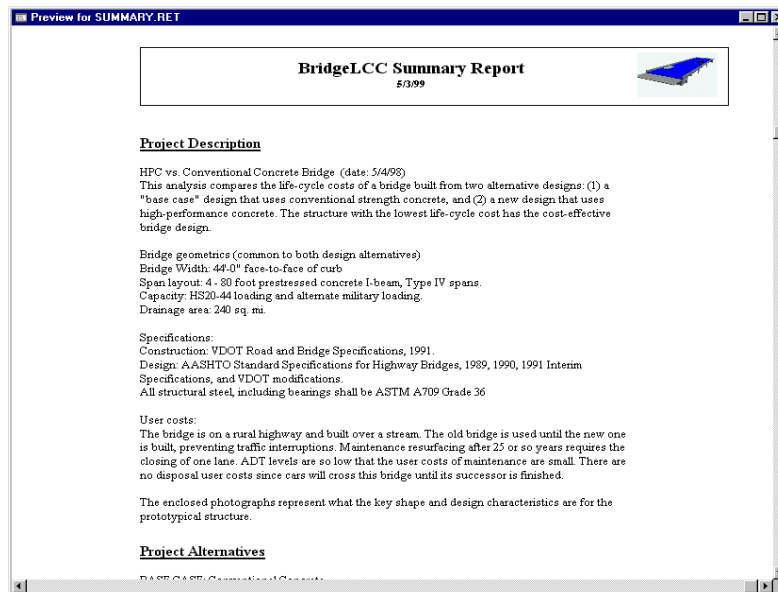 Preview for SUMMARY.RET
BridgeLCC Summary Report
5/3/99
Project Description
HPC vs. Conventional Concrete Bridge (date: 5/4/98)
This analysis compares the life-cycle costs of a bridge built from two alternative designs: (1) a
"base case" design that uses conventional strength concrete, and (2) a new design that uses
high-performance concrete. The structure with the lowest life-cycle cost has the cost-effective
bridge design.
Bridge geometrics (common to both design alternatives)
Bridge Width: 44'-0" face-to-face of curb
Span layout: 4 - 80 foot prestressed concrete I-beam, Type IV spans.
Capacity: HS20-44 loading and alternate military loading.
Drainage area: 240 sq. mi.
Specifications:
Construction: VDOT Road and Bridge Specifications, 1991.
Design: AASHTO Standard Specifications for Highway Bridges, 1989, 1990, 1991 Interim
Specifications, and VDOT modifications.
All structural steel, including bearings shall be ASTM A709 Grade 36
User costs:
The bridge is on a rural highway and built over a stream. The old bridge is used until the new one
is built, preventing traffic interruptions. Maintenance resurfacing after 25 or so years requires the
closing of one lane. ADT levels are so low that the user costs of maintenance are small. There are
no disposal user costs since cars will cross this bridge until its successor is finished.
The enclosed photographs represent what the key shape and design characteristics are for the
prototypical structure.
Project Alternatives
BASE CASE: Conventional Concrete